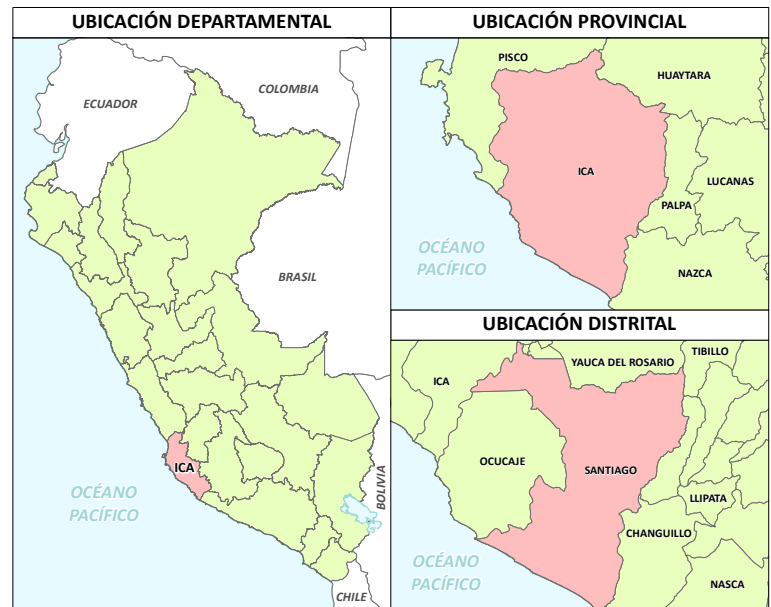 UBICACIÓN DEPARTAMENTAL
ECUADOR
COLOMBIA
BRASIL
ICA
BOLIVIA
OCÉANO
PACÍFICO
CHILE
UBICACIÓN PROVINCIAL
PISCO
HUAYTARA
ICA
LUCANAS
PALPA
OCÉANO
PACÍFICO
NAZCA
UBICACIÓN DISTRITAL
TIBILLO
YAUCA DEL ROSARIO
ICA
OCUCAJE
SANTIAGO
LLIPATA
CHANGUILLO
OCÉANO
PACÍFICO
NASCA